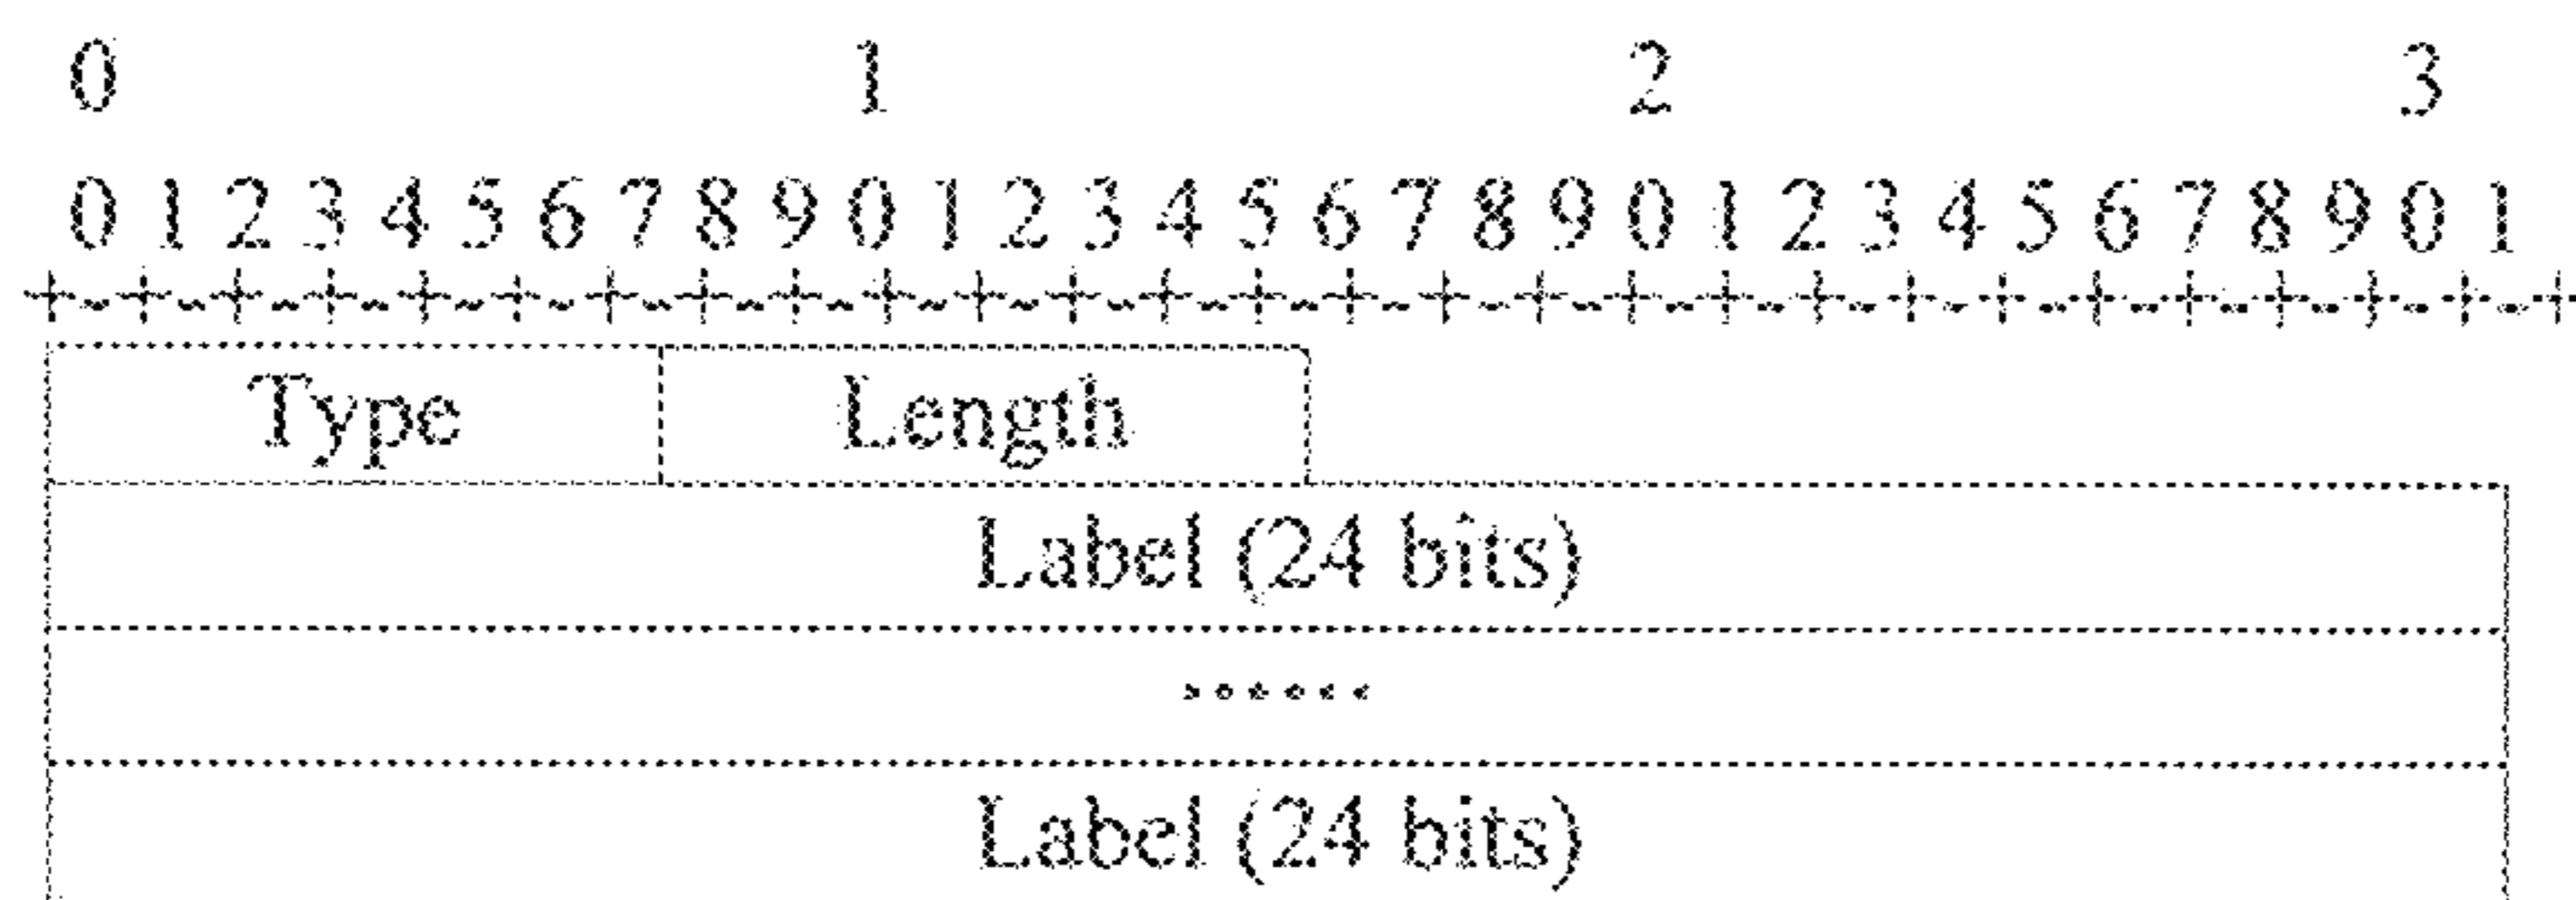 0 1 2 3
0 1 2 3 4 5 6 7 8 9 0 1 2 3 4 5 6 7 8 9 0 1 2 3 4 5 6 7 8 9 0 1
+-+-+-+-+-+-+-+-+-+-+-+-+-+-+-+-+-+-+-+-+-+-+-+-+-+-+-+
Type Length
Label (24 bits)
......
Label (24 bits)